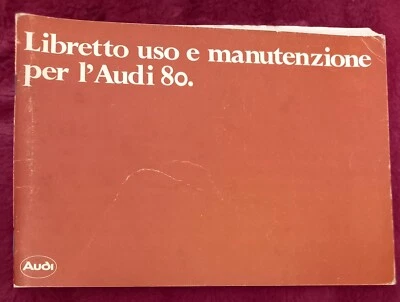 Libretto uso e manutenzione
per l'Audi 80.
Audi